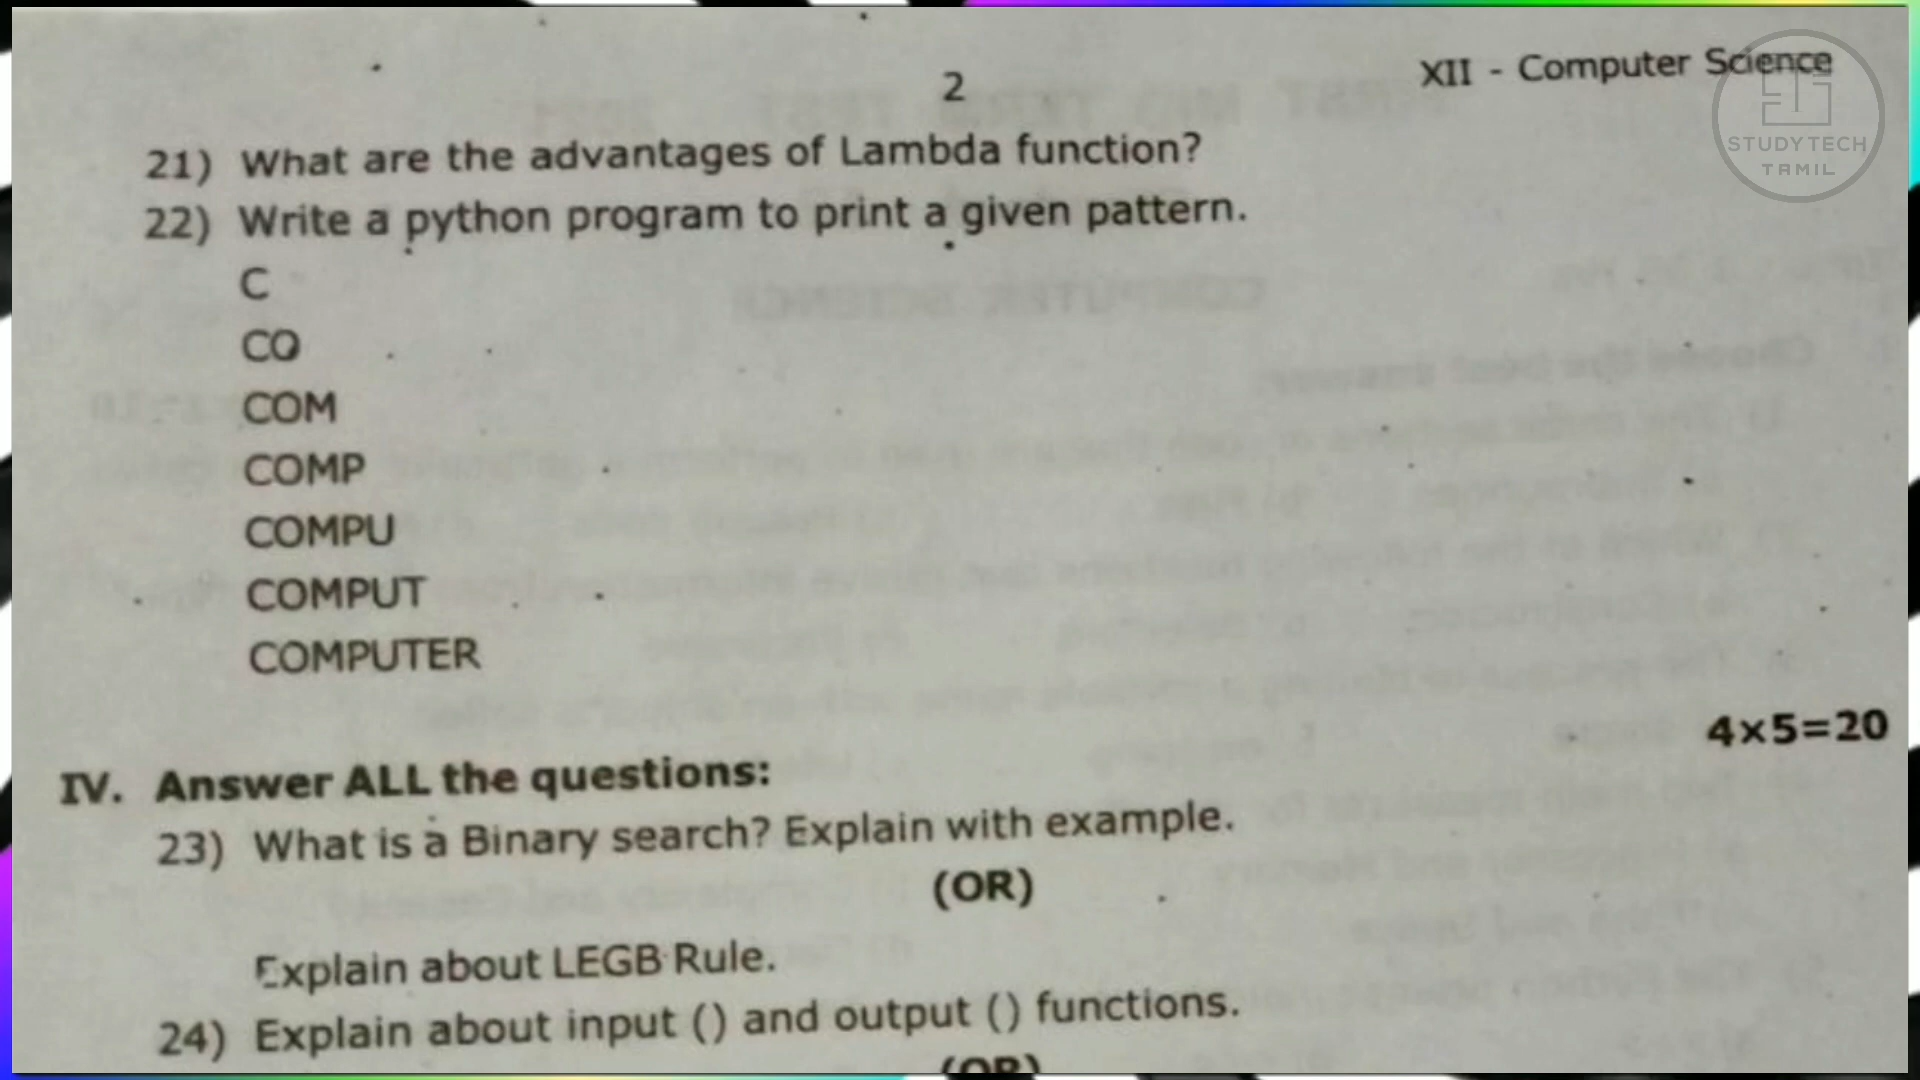 2
XII - Computer Science
STUDY TECH
TAMIL
21) What are the advantages of Lambda function?
22) Write a python program to print a given pattern.
C
CO
COM
COMP
COMPU
COMPUT
COMPUTER
4×5=20
IV. Answer ALL the questions:
23) What is a Binary search? Explain with example.
(OR)
Explain about LEGB Rule.
24) Explain about input () and output () functions.
(OR)